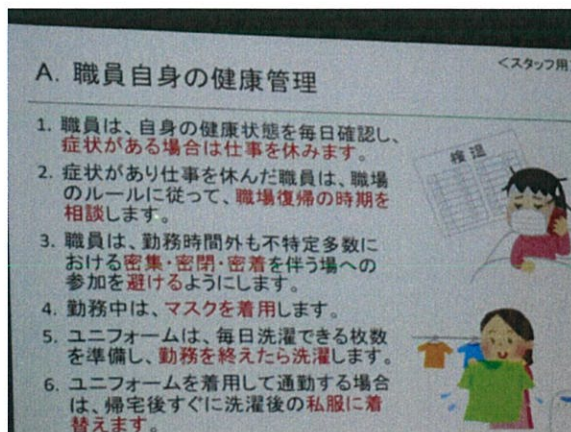 <スタッフ用
A. 職員自身の健康管理
1. 職員は、自身の健康状態を毎日確認し、
症状がある場合は仕事を休みます。
検温
2. 症状があり仕事を休んだ職員は、職場
のルールに従って、職場復帰の時期を
相談します。
3. 職員は、勤務時間外も不特定多数に
おける密集・密閉・密着を伴う場への
参加を避けるようにします。
4. 勤務中は、マスクを着用します。
5. ユニフォームは、毎日洗濯できる枚数
を準備し、勤務を終えたら洗濯します。
6. ユニフォームを着用して通勤する場合
は、帰宅後すぐに洗濯後の私服に着
替えます。